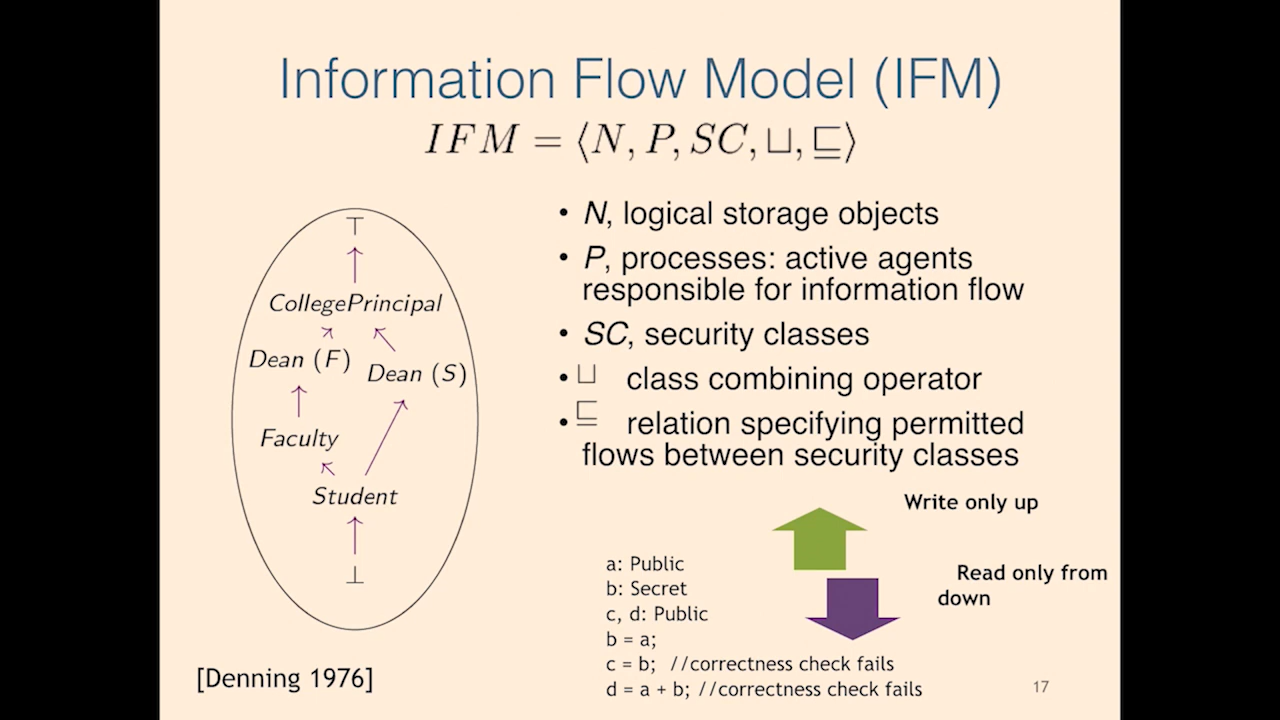 Information Flow Model (IFM)
IFM = ⟨N, P, SC, ⊔, ⊑⟩
⊤
CollegePrincipal
Dean (F)
Dean (S)
Faculty
Student
⊥
[Denning 1976]
• N, logical storage objects
• P, processes: active agents
responsible for information flow
• SC, security classes
• ⊔ class combining operator
• ⊑ relation specifying permitted
flows between security classes
Write only up
Read only from
down
a: Public
b: Secret
c, d: Public
b = a;
c = b; //correctness check fails
d = a + b; //correctness check fails
17